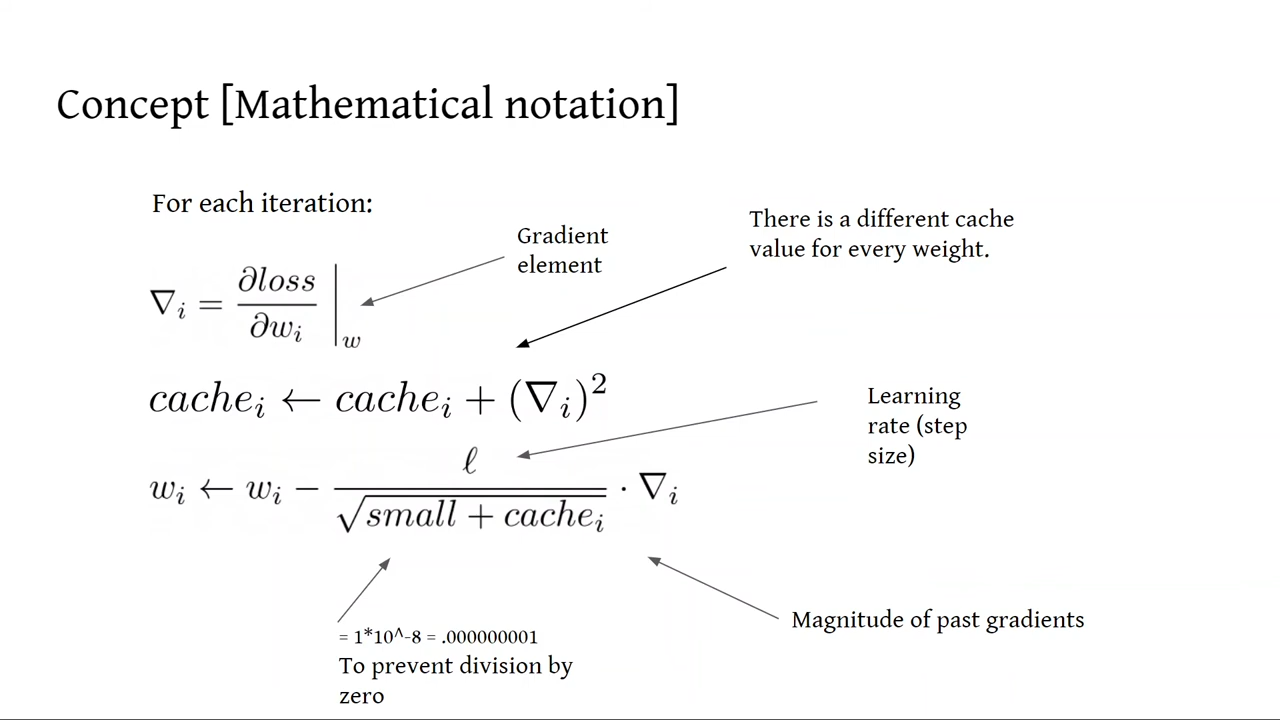 Concept [Mathematical notation]
For each iteration:
Gradient
element
There is a different cache
value for every weight.
∇i = ∂loss/∂wi |w
cachei ← cachei + (∇i)²
Learning
rate (step
size)
wi ← wi − ℓ/√(small + cachei) · ∇i
= 1*10^-8 = .000000001
To prevent division by
zero
Magnitude of past gradients